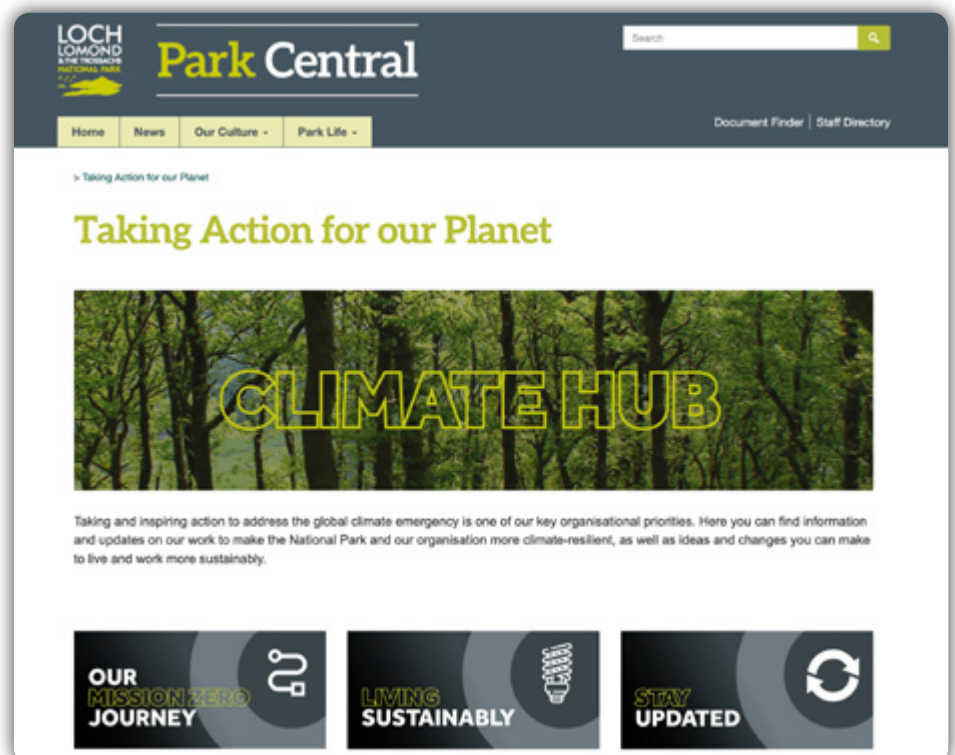 LOCH
LOMOND
& THE TROSSACHS
NATIONAL PARK
Park Central
Search
Home News Our Culture Park Life
Document Finder | Staff Directory
> Taking Action for our Planet
Taking Action for our Planet
CLIMATE HUB
Taking and inspiring action to address the global climate emergency is one of our key organisational priorities. Here you can find information
and updates on our work to make the National Park and our organisation more climate-resilient, as well as ideas and changes you can make
to live and work more sustainably.
OUR
MISSION ZERO
JOURNEY
LIVING
SUSTAINABLY
STAY
UPDATED